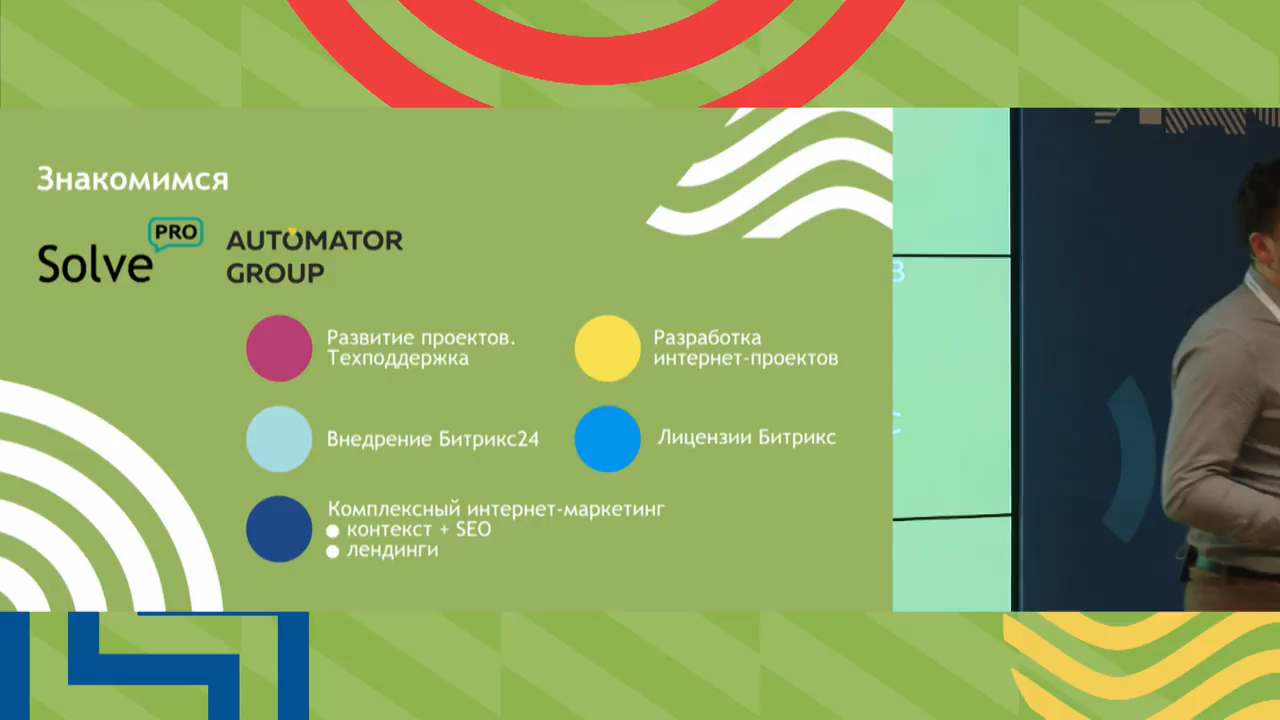 Знакомимся
Solve PRO
AUTOMATOR
GROUP
Развитие проектов.
Техподдержка
Разработка
интернет-проектов
Внедрение Битрикс24
Лицензии Битрикс
Комплексный интернет-маркетинг
контекст + SEO
лендинги